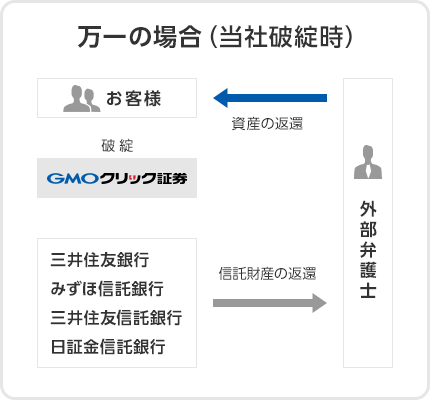 万一の場合（当社破綻時）
お客様
資産の返還
破綻
GMOクリック証券
外部弁護士
三井住友銀行
みずほ信託銀行
三井住友信託銀行
日証金信託銀行
信託財産の返還